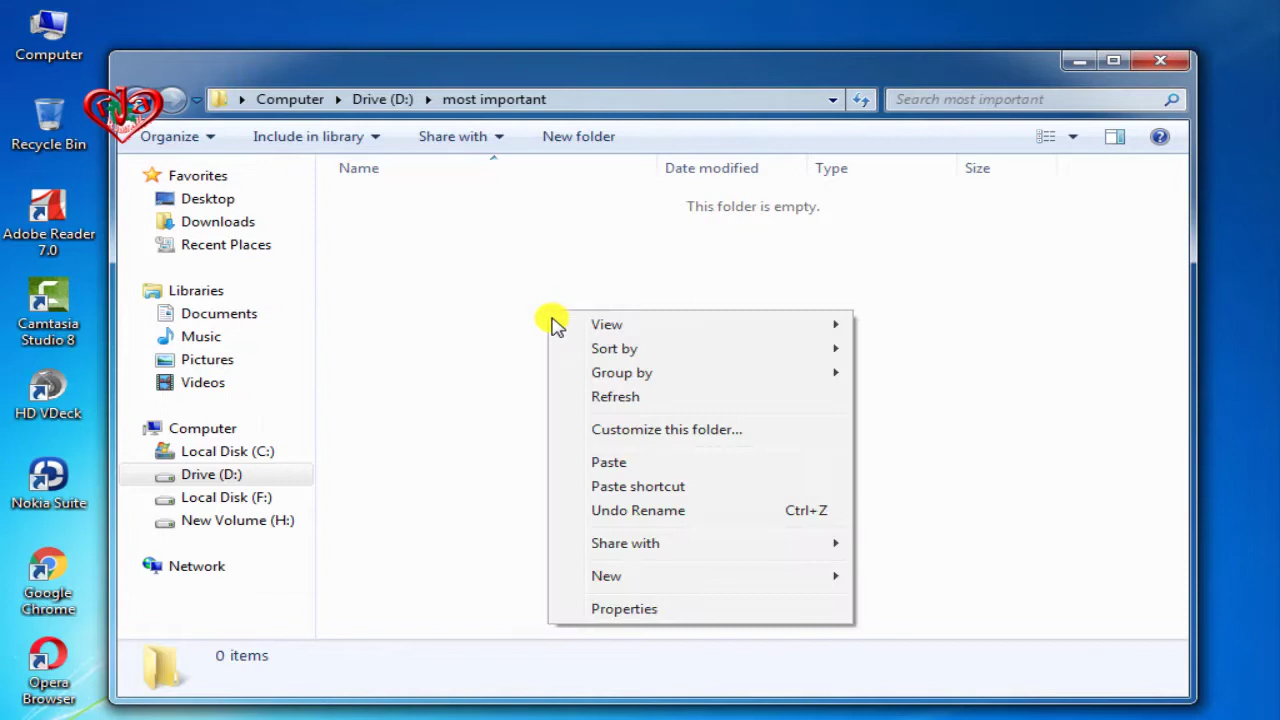 Computer
Recycle Bin
Adobe Reader
7.0
Camtasia
Studio 8
HD VDeck
Nokia Suite
Google
Chrome
Opera
Browser
Computer Drive (D:) most important
Search most important
Organize Include in library Share with New folder
Name Date modified Type Size
This folder is empty.
Favorites
Desktop
Downloads
Recent Places
Libraries
Documents
Music
Pictures
Videos
Computer
Local Disk (C:)
Drive (D:)
Local Disk (F:)
New Volume (H:)
Network
View
Sort by
Group by
Refresh
Customize this folder...
Paste
Paste shortcut
Undo Rename Ctrl+Z
Share with
New
Properties
0 items